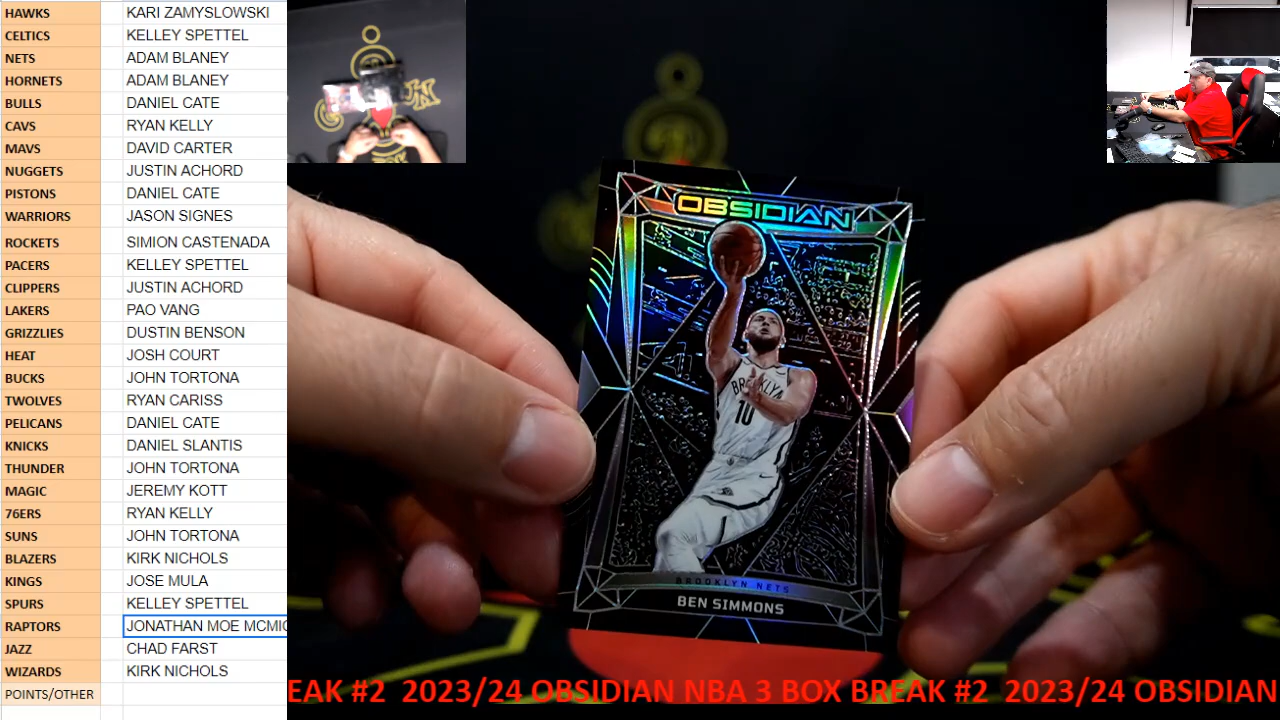 HAWKS KARI ZAMYSLOWSKI
CELTICS KELLEY SPETTEL
NETS ADAM BLANEY
HORNETS ADAM BLANEY
BULLS DANIEL CATE
CAVS RYAN KELLY
MAVS DAVID CARTER
NUGGETS JUSTIN ACHORD
PISTONS DANIEL CATE
WARRIORS JASON SIGNES
ROCKETS SIMION CASTENADA
PACERS KELLEY SPETTEL
CLIPPERS JUSTIN ACHORD
LAKERS PAO VANG
GRIZZLIES DUSTIN BENSON
HEAT JOSH COURT
BUCKS JOHN TORTONA
TWOLVES RYAN CARISS
PELICANS DANIEL CATE
KNICKS DANIEL SLANTIS
THUNDER JOHN TORTONA
MAGIC JEREMY KOTT
76ERS RYAN KELLY
SUNS JOHN TORTONA
BLAZERS KIRK NICHOLS
KINGS JOSE MULA
SPURS KELLEY SPETTEL
RAPTORS JONATHAN MOE MCMIC
JAZZ CHAD FARST
WIZARDS KIRK NICHOLS
POINTS/OTHER
OBSIDIAN
BROOKLYN
10
BROOKLYN NETS
BEN SIMMONS
EAK #2 2023/24 OBSIDIAN NBA 3 BOX BREAK #2 2023/24 OBSIDIAN